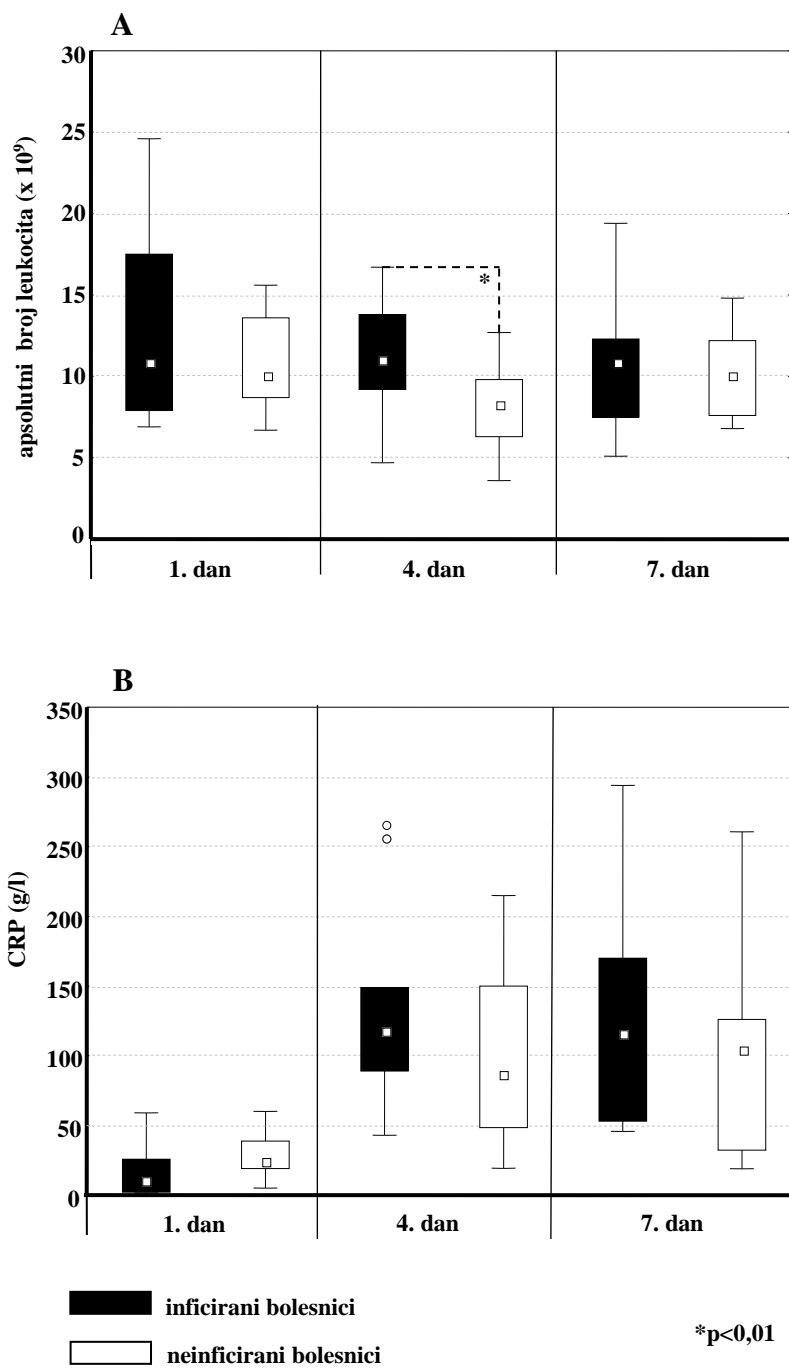 A
30
25
20
15
10
5
0
apsolutni broj leukocita (x 10⁹)
*
1. dan 4. dan 7. dan
B
350
300
250
200
150
100
50
0
CRP (g/l)
1. dan 4. dan 7. dan
inficirani bolesnici
neinficirani bolesnici
*p<0,01